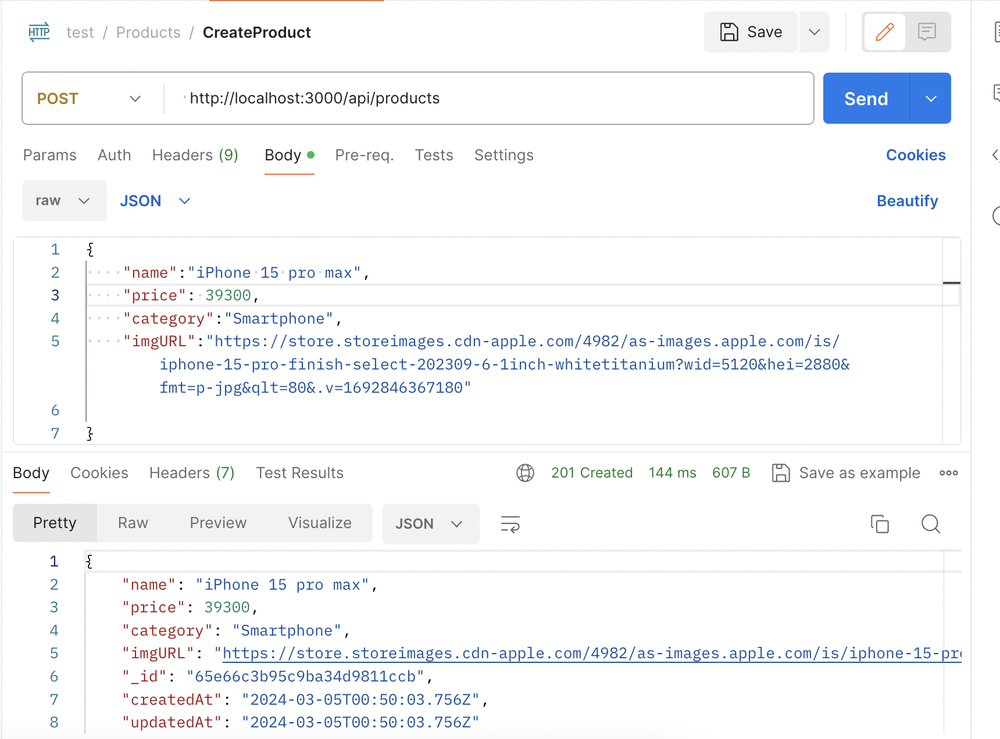 HTTP test / Products / CreateProduct Save
POST http://localhost:3000/api/products Send
Params Auth Headers (9) Body Pre-req. Tests Settings Cookies
raw JSON Beautify
1 {
2 "name":"iPhone 15 pro max",
3 "price": 39300,
4 "category":"Smartphone",
5 "imgURL":"https://store.storeimages.cdn-apple.com/4982/as-images.apple.com/is/
iphone-15-pro-finish-select-202309-6-1inch-whitetitanium?wid=5120&hei=2880&
fmt=p-jpg&qlt=80&.v=1692846367180"
6
7 }
Body Cookies Headers (7) Test Results 201 Created 144 ms 607 B Save as example
Pretty Raw Preview Visualize JSON
1 {
2 "name": "iPhone 15 pro max",
3 "price": 39300,
4 "category": "Smartphone",
5 "imgURL": "https://store.storeimages.cdn-apple.com/4982/as-images.apple.com/is/iphone-15-pro
6 "_id": "65e66c3b95c9ba34d9811ccb",
7 "createdAt": "2024-03-05T00:50:03.756Z",
8 "updatedAt": "2024-03-05T00:50:03.756Z"